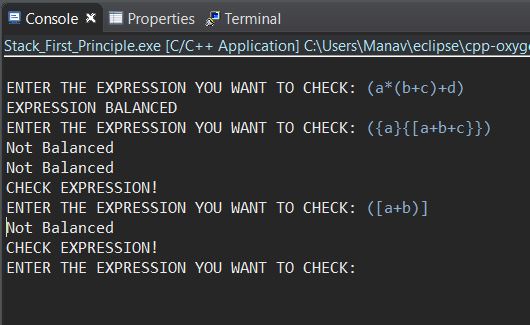 Console Properties Terminal
Stack_First_Principle.exe [C/C++ Application] C:\Users\Manav\eclipse\cpp-oxyg
ENTER THE EXPRESSION YOU WANT TO CHECK: (a*(b+c)+d)
EXPRESSION BALANCED
ENTER THE EXPRESSION YOU WANT TO CHECK: ({a}{[a+b+c}})
Not Balanced
Not Balanced
CHECK EXPRESSION!
ENTER THE EXPRESSION YOU WANT TO CHECK: ([a+b)]
Not Balanced
CHECK EXPRESSION!
ENTER THE EXPRESSION YOU WANT TO CHECK: